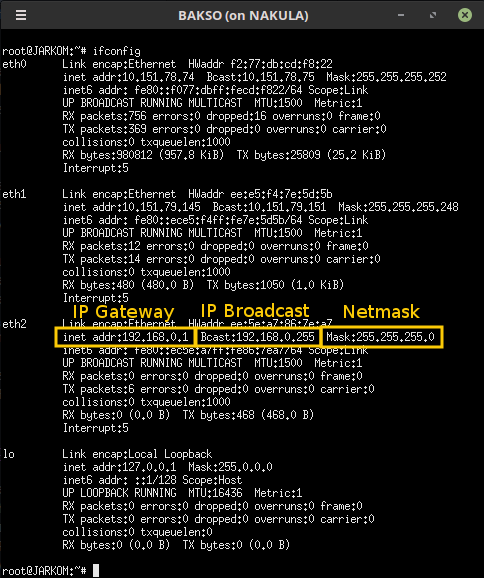 BAKSO (on NAKULA)
root@JARKOM:~# ifconfig
eth0 Link encap:Ethernet HWaddr f2:77:db:cd:f8:22
inet addr:10.151.78.74 Bcast:10.151.78.75 Mask:255.255.255.252
inet6 addr: fe80::f077:dbff:fecd:f822/64 Scope:Link
UP BROADCAST RUNNING MULTICAST MTU:1500 Metric:1
RX packets:756 errors:0 dropped:16 overruns:0 frame:0
TX packets:369 errors:0 dropped:0 overruns:0 carrier:0
collisions:0 txqueuelen:1000
RX bytes:980812 (957.8 KiB) TX bytes:25809 (25.2 KiB)
Interrupt:5
eth1 Link encap:Ethernet HWaddr ee:e5:f4:7e:5d:5b
inet addr:10.151.79.145 Bcast:10.151.79.151 Mask:255.255.255.248
inet6 addr: fe80::ece5:f4ff:fe7e:5d5b/64 Scope:Link
UP BROADCAST RUNNING MULTICAST MTU:1500 Metric:1
RX packets:12 errors:0 dropped:0 overruns:0 frame:0
TX packets:14 errors:0 dropped:0 overruns:0 carrier:0
collisions:0 txqueuelen:1000
RX bytes:480 (480.0 B) TX bytes:1050 (1.0 KiB)
Interrupt:5
IP Gateway IP Broadcast Netmask
eth2 Link encap:Ethernet HWaddr ee:5e:a7:86:7e:a7
inet addr:192.168.0.1 Bcast:192.168.0.255 Mask:255.255.255.0
inet6 addr: fe80::ec5e:a7ff:fe86:7ea7/64 Scope:Link
UP BROADCAST RUNNING MULTICAST MTU:1500 Metric:1
RX packets:0 errors:0 dropped:0 overruns:0 frame:0
TX packets:6 errors:0 dropped:0 overruns:0 carrier:0
collisions:0 txqueuelen:1000
RX bytes:0 (0.0 B) TX bytes:468 (468.0 B)
Interrupt:5
lo Link encap:Local Loopback
inet addr:127.0.0.1 Mask:255.0.0.0
inet6 addr: ::1/128 Scope:Host
UP LOOPBACK RUNNING MTU:16436 Metric:1
RX packets:0 errors:0 dropped:0 overruns:0 frame:0
TX packets:0 errors:0 dropped:0 overruns:0 carrier:0
collisions:0 txqueuelen:0
RX bytes:0 (0.0 B) TX bytes:0 (0.0 B)
root@JARKOM:~#